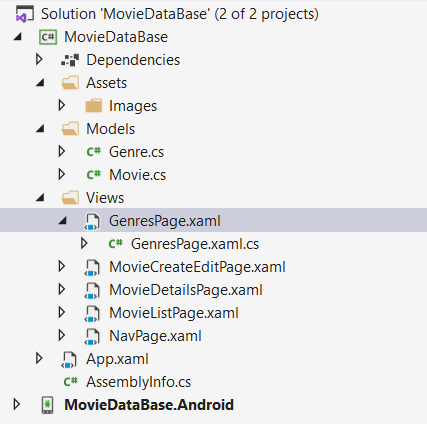 Solution 'MovieDataBase' (2 of 2 projects)
MovieDataBase
Dependencies
Assets
Images
Models
Genre.cs
Movie.cs
Views
GenresPage.xaml
GenresPage.xaml.cs
MovieCreateEditPage.xaml
MovieDetailsPage.xaml
MovieListPage.xaml
NavPage.xaml
App.xaml
AssemblyInfo.cs
MovieDataBase.Android